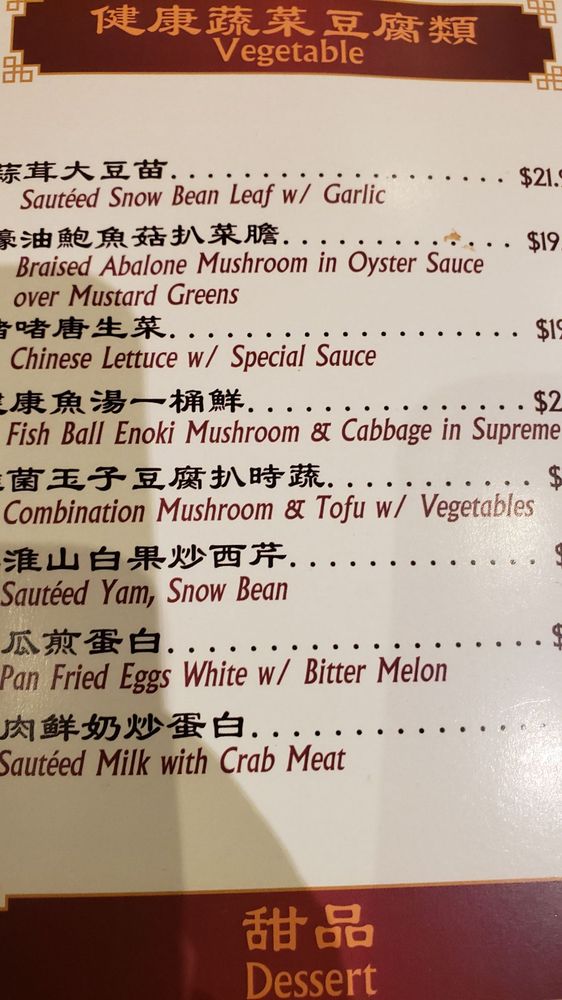 健康蔬菜豆腐類
Vegetable
蒜茸大豆苗.................... $21.9
Sautéed Snow Bean Leaf w/ Garlic
蠔油鮑魚菇扒菜膽............. $19.
Braised Abalone Mushroom in Oyster Sauce
over Mustard Greens
啫啫唐生菜.................... $19
Chinese Lettuce w/ Special Sauce
健康魚湯一桶鮮................ $2
Fish Ball Enoki Mushroom & Cabbage in Supreme
菌玉子豆腐扒時蔬............ $
Combination Mushroom & Tofu w/ Vegetables
淮山白果炒西芹.............. $
Sautéed Yam, Snow Bean
瓜煎蛋白..................... $
Pan Fried Eggs White w/ Bitter Melon
肉鮮奶炒蛋白................
Sautéed Milk with Crab Meat
甜品
Dessert